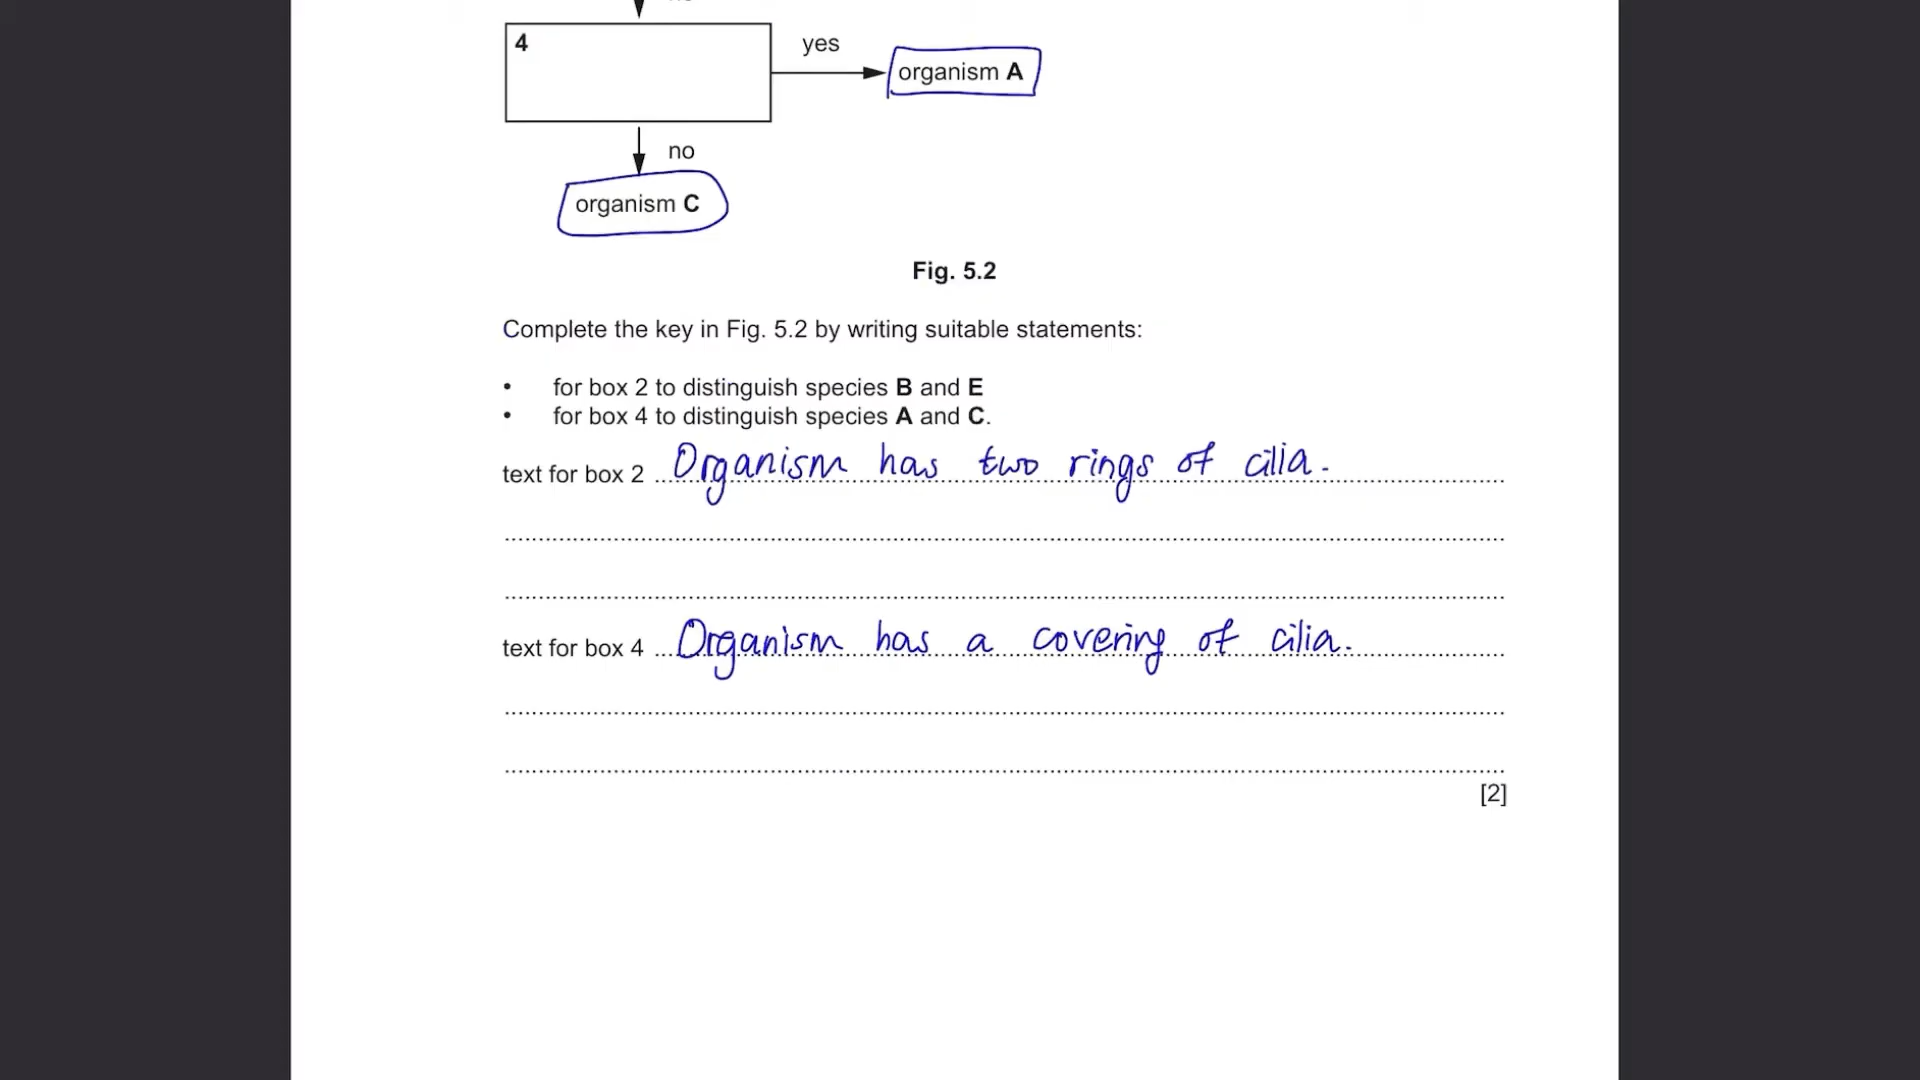 4
yes
organism A
no
organism C
Fig. 5.2
Complete the key in Fig. 5.2 by writing suitable statements:
• for box 2 to distinguish species B and E
• for box 4 to distinguish species A and C.
text for box 2 Organism has two rings of cilia.
text for box 4 Organism has a covering of cilia.
[2]